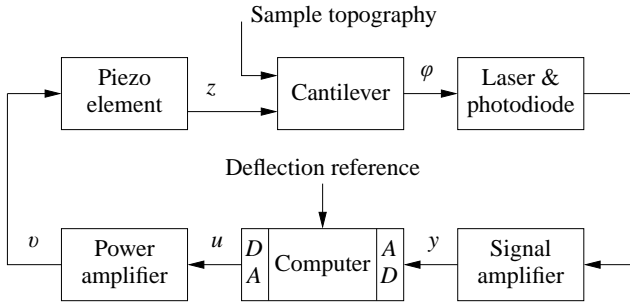 Sample topography
Piezo
element
z
Cantilever
φ
Laser &
photodiode
Deflection reference
υ
Power
amplifier
u
D
A
Computer
A
D
y
Signal
amplifier